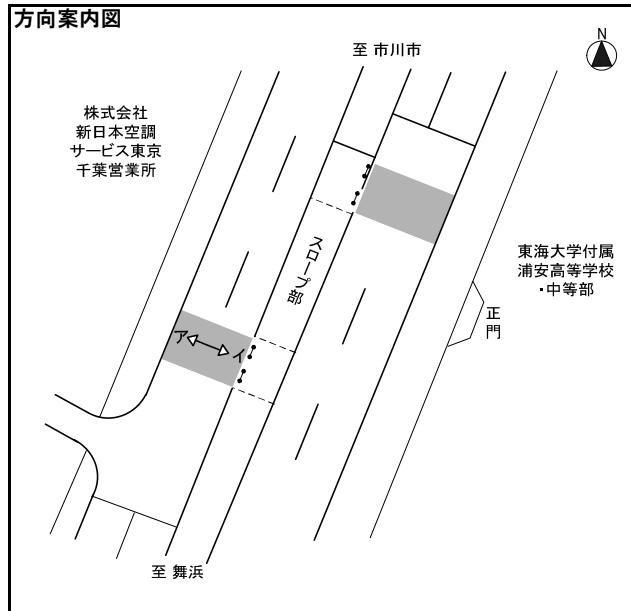 方向案内図
至 市川市
N
株式会社
新日本空調
サービス東京
千葉営業所
スロープ部
東海大学付属
浦安高等学校
・中等部
正門
ア
イ
至 舞浜